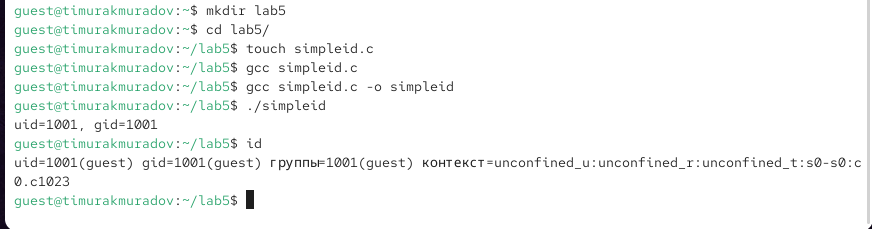 guest@timurakmuradov:~$ mkdir lab5
guest@timurakmuradov:~$ cd lab5/
guest@timurakmuradov:~/lab5$ touch simpleid.c
guest@timurakmuradov:~/lab5$ gcc simpleid.c
guest@timurakmuradov:~/lab5$ gcc simpleid.c -o simpleid
guest@timurakmuradov:~/lab5$ ./simpleid
uid=1001, gid=1001
guest@timurakmuradov:~/lab5$ id
uid=1001(guest) gid=1001(guest) группы=1001(guest) контекст=unconfined_u:unconfined_r:unconfined_t:s0-s0:c
0.c1023
guest@timurakmuradov:~/lab5$